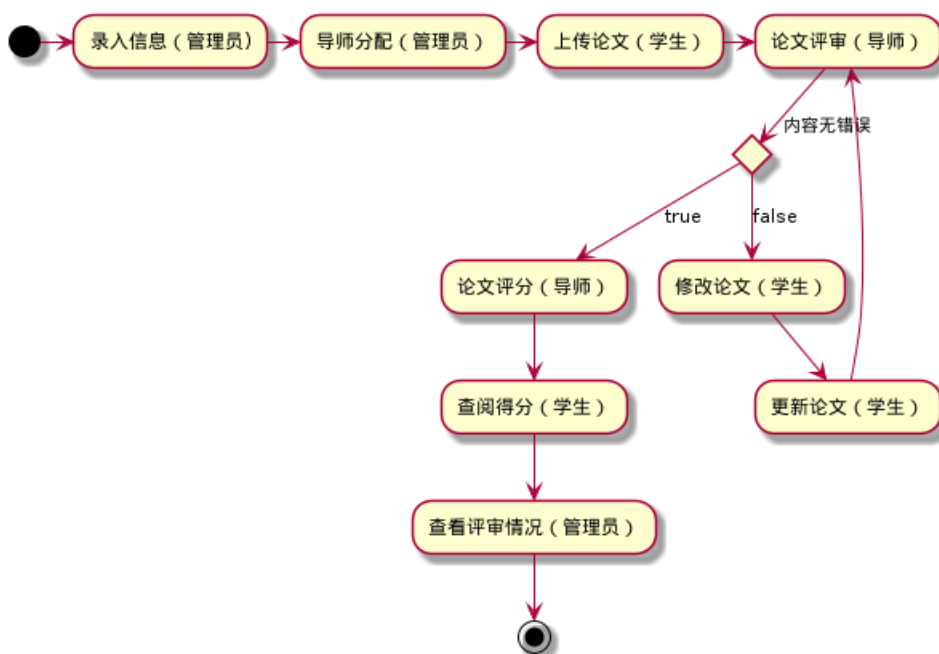 录入信息（管理员）
导师分配（管理员）
上传论文（学生）
论文评审（导师）
内容无错误
true
false
论文评分（导师）
修改论文（学生）
查阅得分（学生）
更新论文（学生）
查看评审情况（管理员）